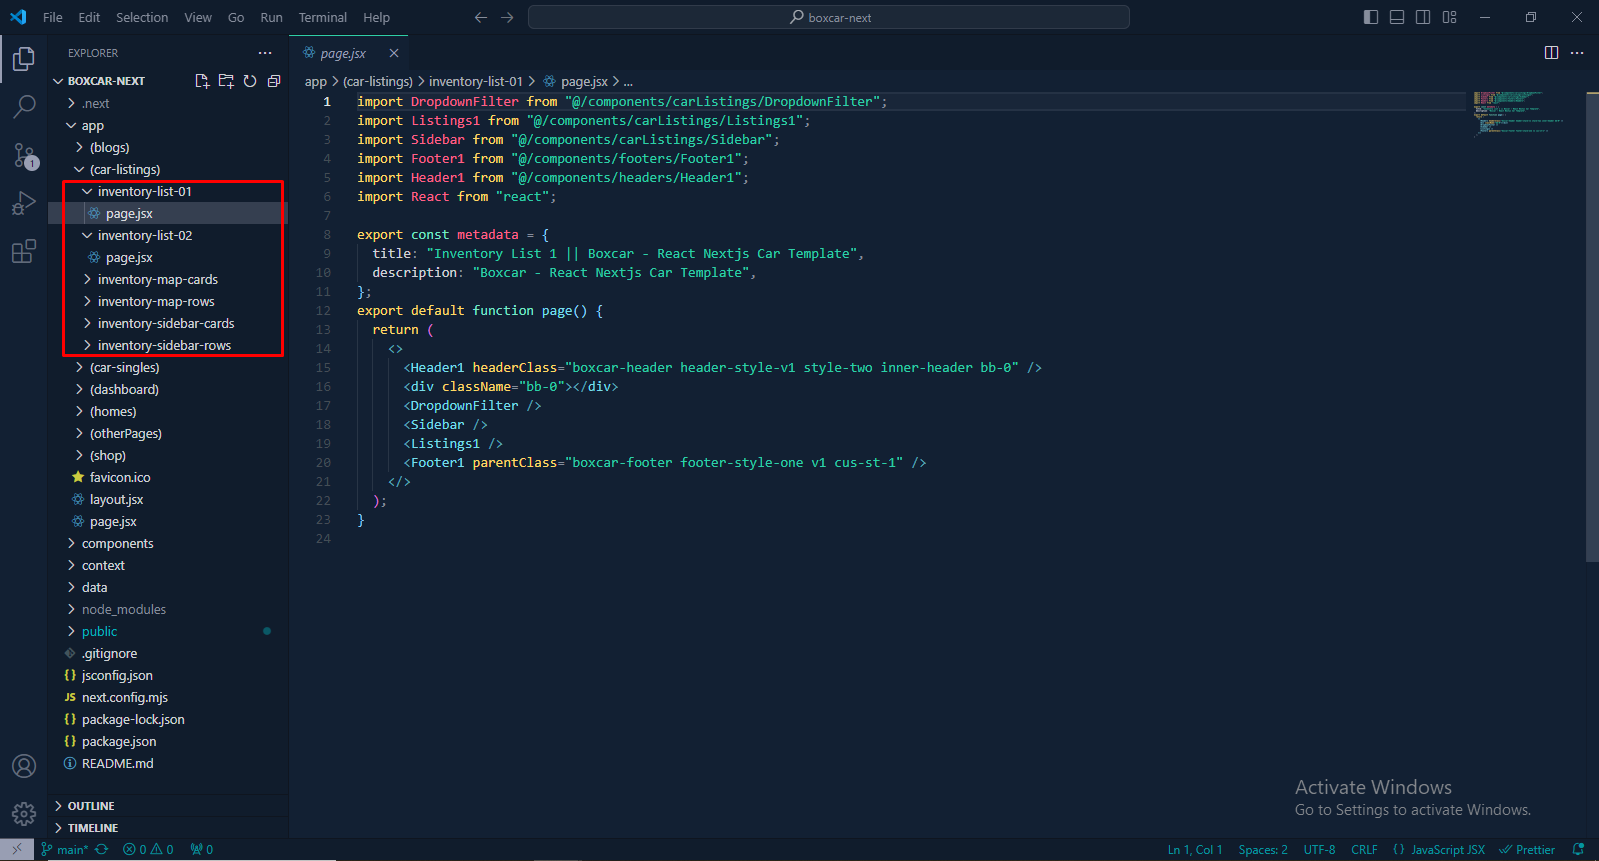 File Edit Selection Inventory Go Run Terminal Help
boxcar-next
EXPLORER
BOXCAR-NEXT
.next
app
(blogs)
(car-listings)
inventory-list-01
page.jsx
inventory-list-02
page.jsx
inventory-map-cards
inventory-map-rows
inventory-sidebar-cards
inventory-sidebar-rows
(car-singles)
(dashboard)
(homes)
(otherPages)
(shop)
favicon.ico
layout.jsx
page.jsx
components
context
data
node_modules
public
.gitignore
{} jsconfig.json
JS next.config.mjs
{} package-lock.json
{} package.json
README.md
OUTLINE
TIMELINE
1
page.jsx
app > (car-listings) > inventory-list-01 > page.jsx > ...
1 import DropdownFilter from "@/components/carListings/DropdownFilter";
2 import Listings1 from "@/components/carListings/Listings1";
3 import Sidebar from "@/components/carListings/Sidebar";
4 import Footer1 from "@/components/footers/Footer1";
5 import Header1 from "@/components/headers/Header1";
6 import React from "react";
7
8 export const metadata = {
9 title: "Inventory List 1 || Boxcar - React Nextjs Car Template",
10 description: "Boxcar - React Nextjs Car Template",
11 };
12 export default function page() {
13 return (
14 <>
15 <Header1 headerClass="boxcar-header header-style-v1 style-two inner-header bb-0" />
16 <div className="bb-0"></div>
17 <DropdownFilter />
18 <Sidebar />
19 <Listings1 />
20 <Footer1 parentClass="boxcar-footer footer-style-one v1 cus-st-1" />
21 </>
22 );
23 }
24
Activate Windows
Go to Settings to activate Windows.
main* 0 0 0 Ln 1, Col 1 Spaces: 2 UTF-8 CRLF {} JavaScript JSX Prettier